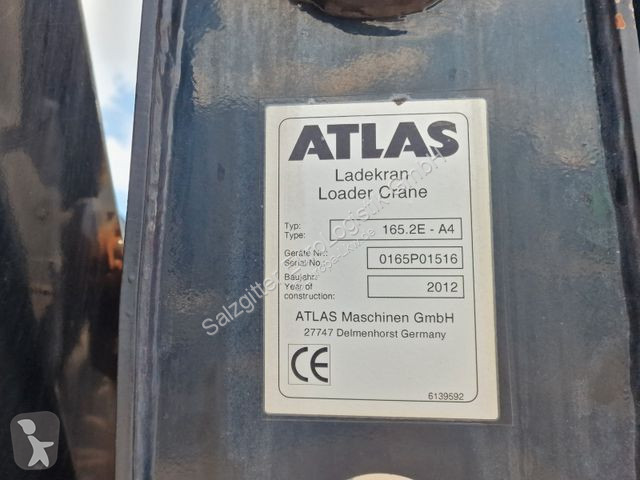 ATLAS
Ladekran
Loader Crane
Typ:
Type:
165.2E - A4
Geräte Nr.:
Serial No.:
0165P01516
Baujahr:
Year of
construction:
2012
ATLAS Maschinen GmbH
27747 Delmenhorst Germany
CE
6139592